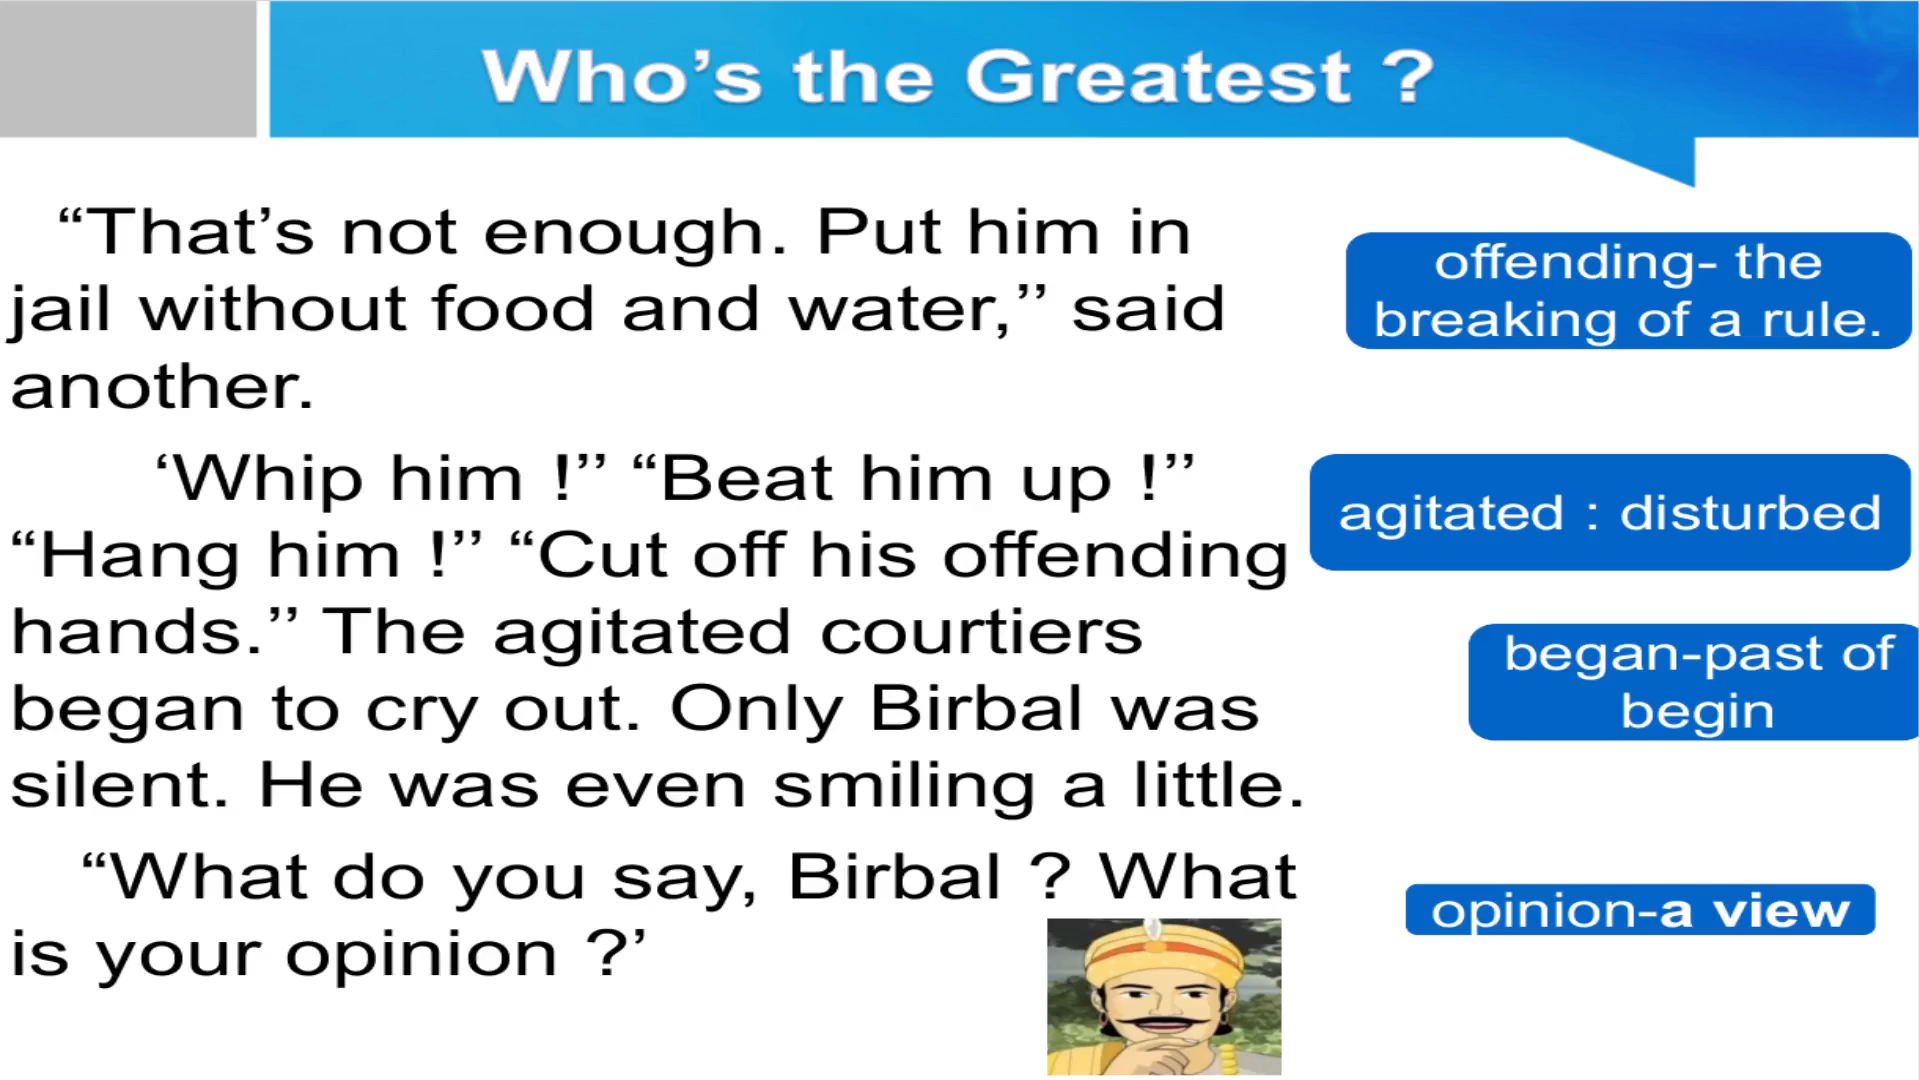 Who’s the Greatest ?
“That’s not enough. Put him in
jail without food and water,’’ said
another.
‘Whip him !’’ “Beat him up !’’
“Hang him !’’ “Cut off his offending
hands.’’ The agitated courtiers
began to cry out. Only Birbal was
silent. He was even smiling a little.
“What do you say, Birbal ? What
is your opinion ?’
offending- the
breaking of a rule.
agitated : disturbed
began-past of
begin
opinion-a view